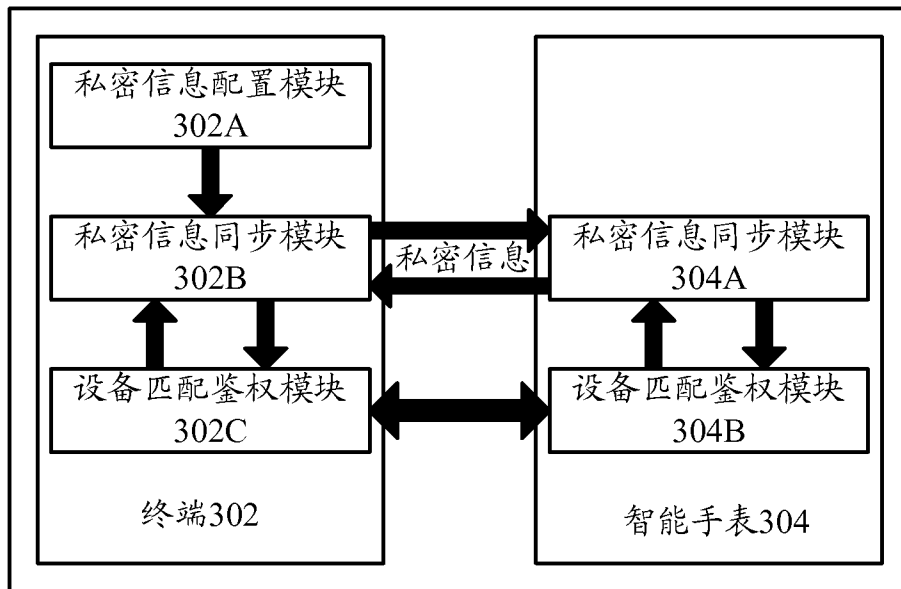 私密信息配置模块
302A
私密信息同步模块
302B
设备匹配鉴权模块
302C
终端302
私密信息
私密信息同步模块
304A
设备匹配鉴权模块
304B
智能手表304